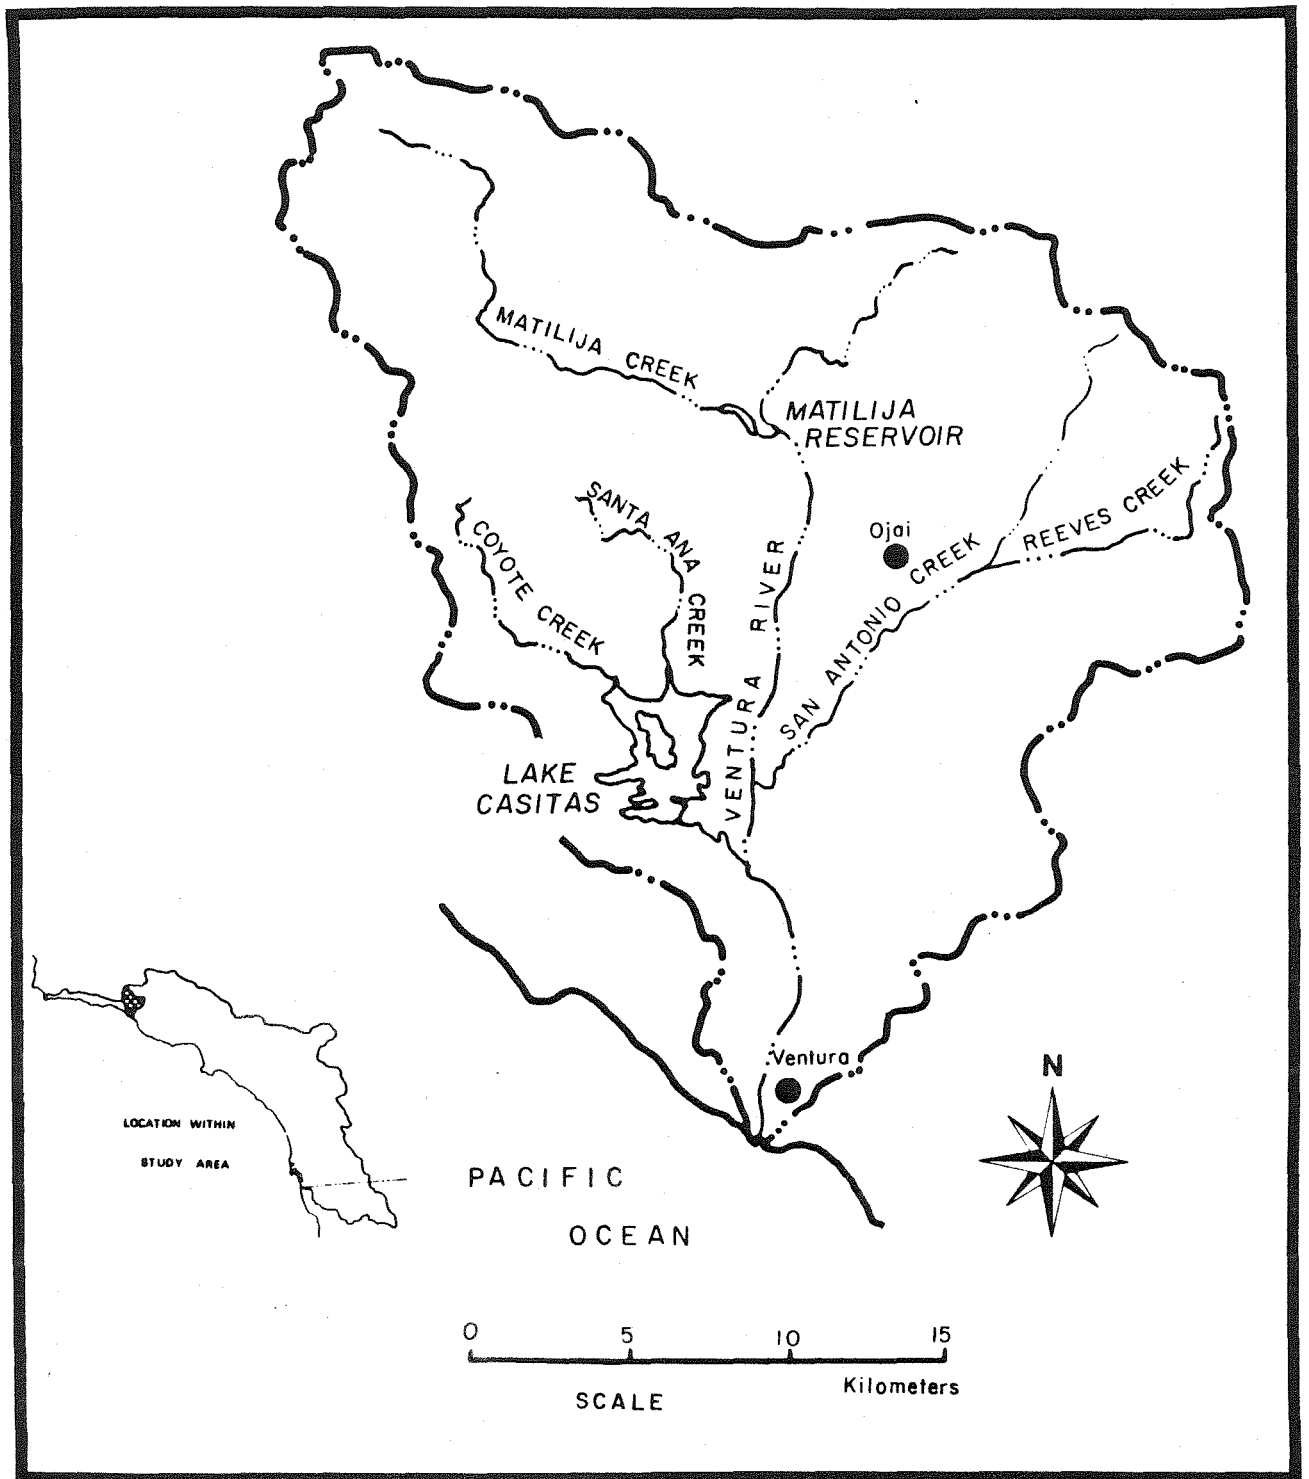 MATILIJA CREEK
MATILIJA
RESERVOIR
SANTA ANA CREEK
COYOTE CREEK
Ojai
REEVES CREEK
SAN ANTONIO CREEK
VENTURA RIVER
LAKE
CASITAS
Ventura
N
LOCATION WITHIN
STUDY AREA
PACIFIC
OCEAN
0 5 10 15
Kilometers
SCALE